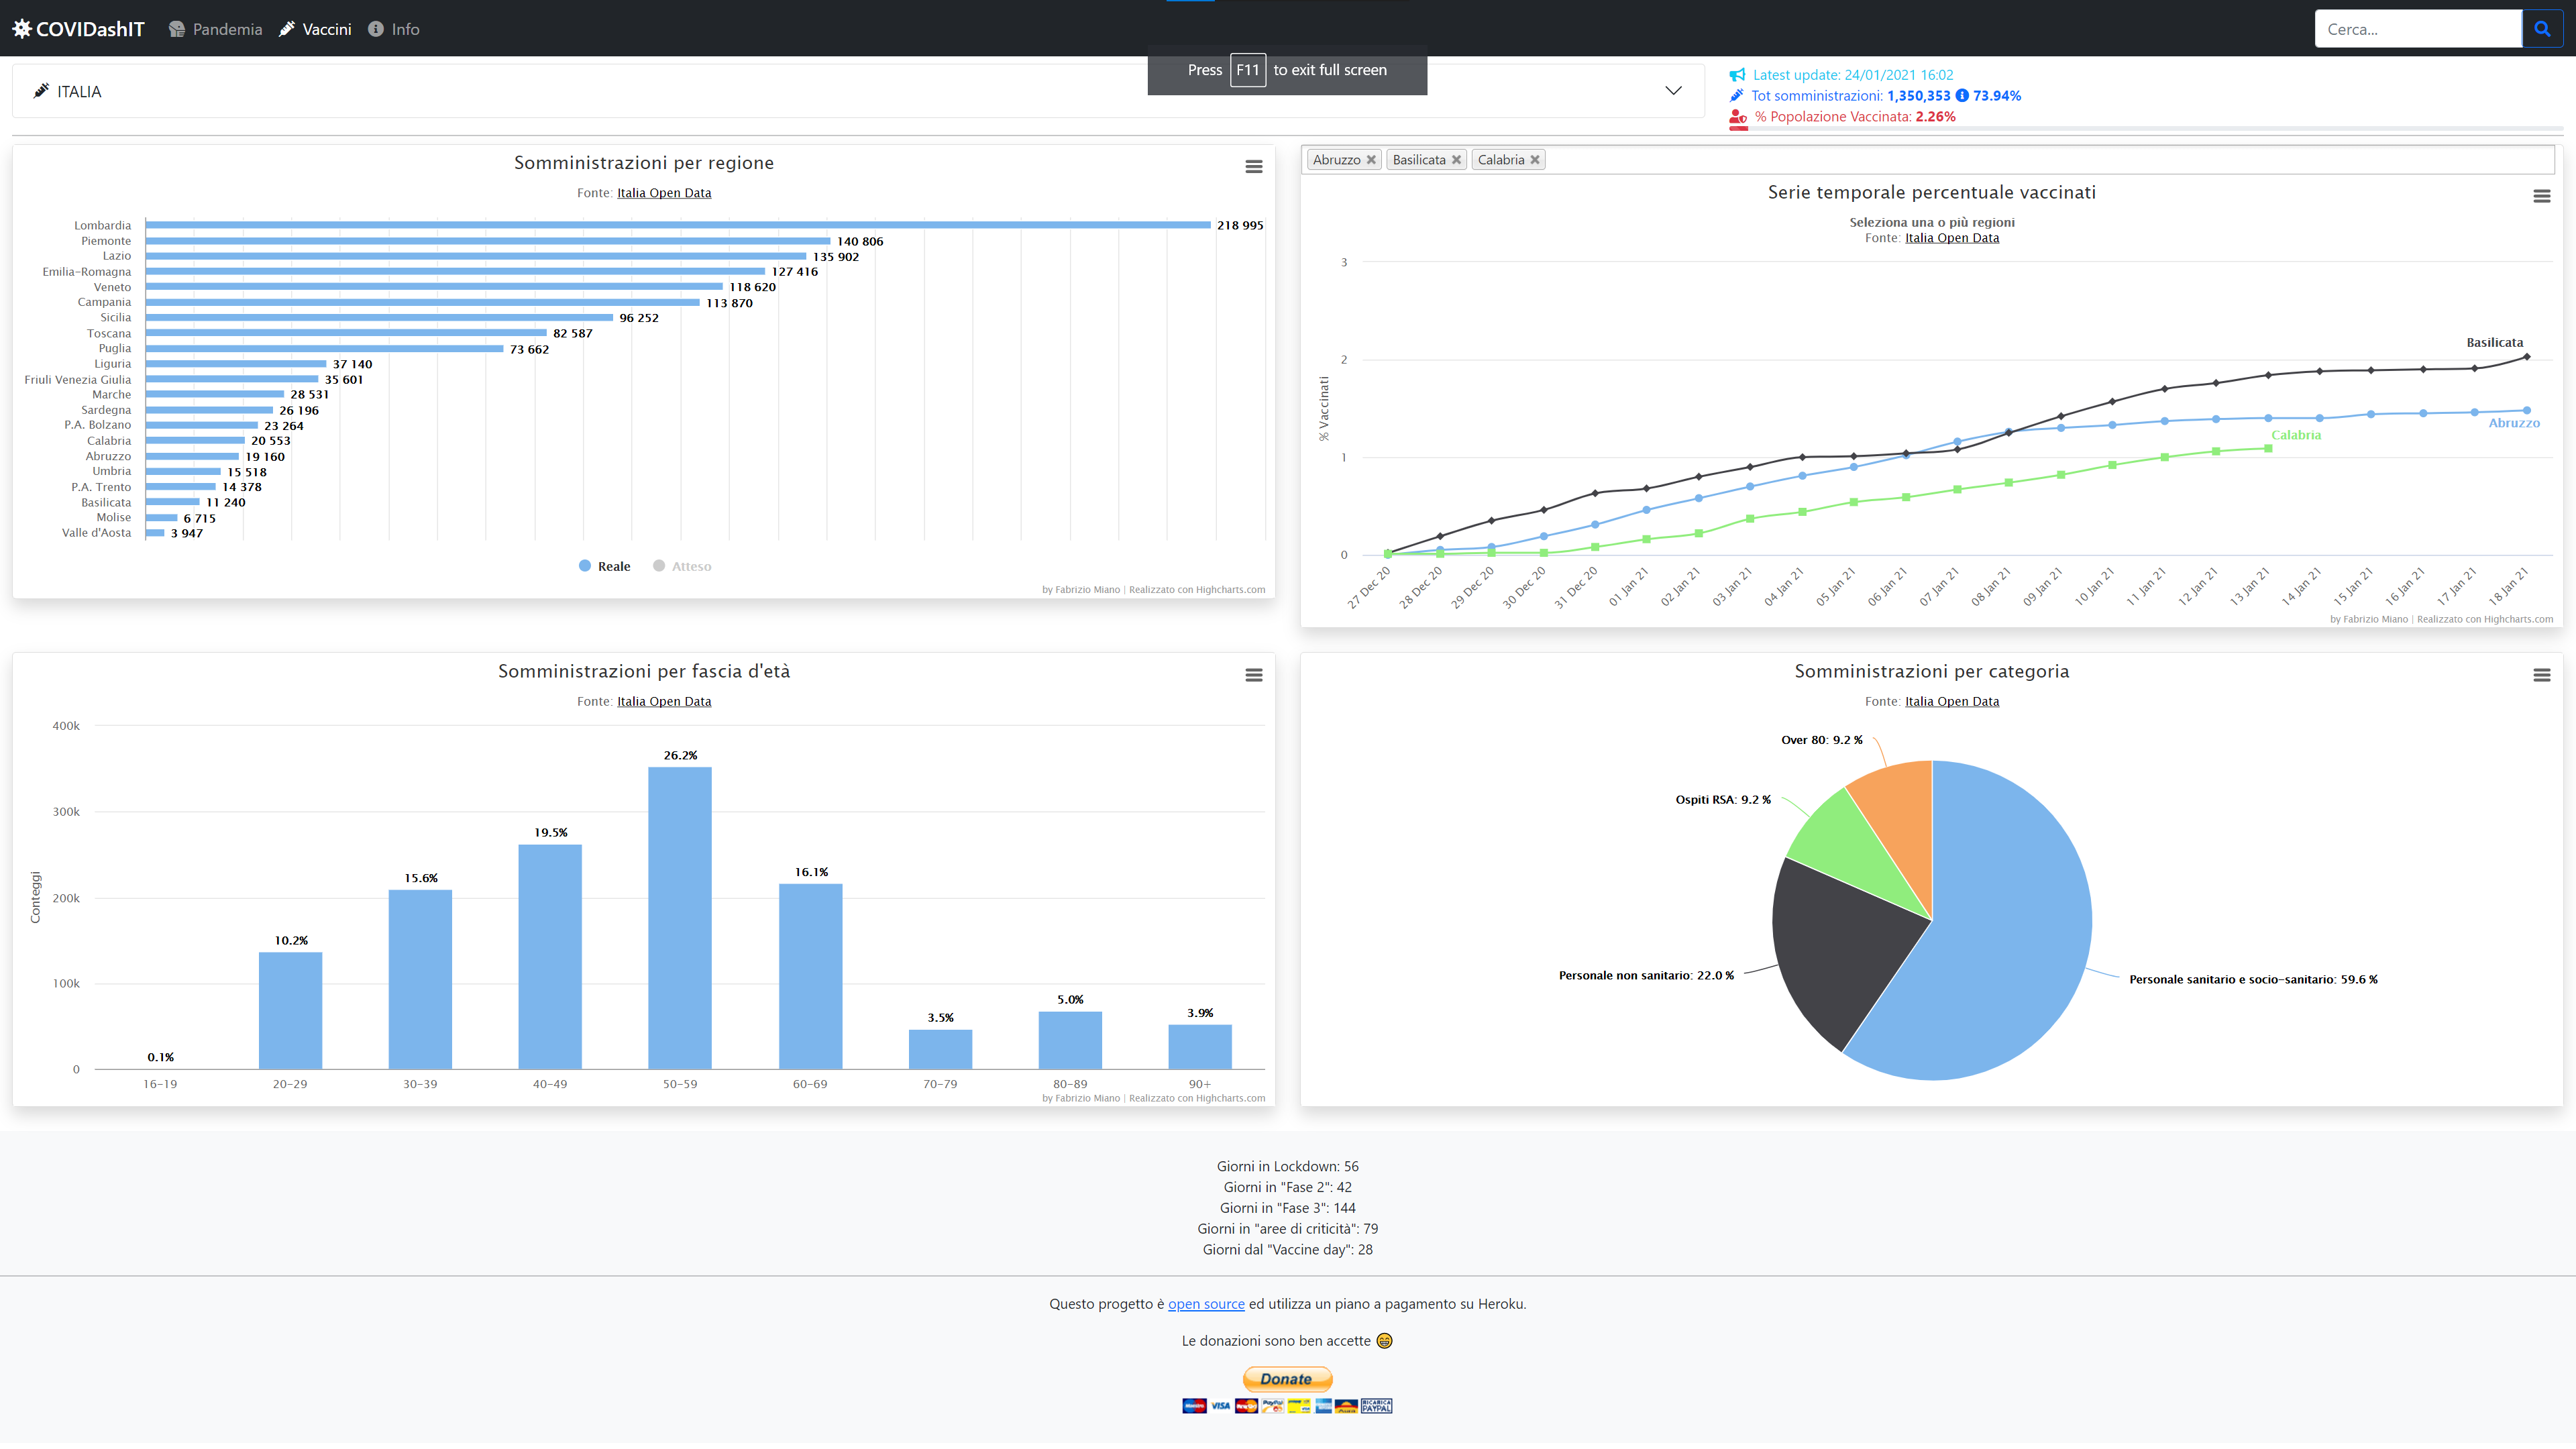 COVIDashIT Pandemia Vaccini Info Cerca...
Press F11 to exit full screen
ITALIA
Latest update: 24/01/2021 16:02
Tot somministrazioni: 1,350,353 73.94%
% Popolazione Vaccinata: 2.26%
Somministrazioni per regione
Fonte: Italia Open Data
Lombardia 218 995
Piemonte 140 806
Lazio 135 902
Emilia-Romagna 127 416
Veneto 118 620
Campania 113 870
Sicilia 96 252
Toscana 82 587
Puglia 73 662
Liguria 37 140
Friuli Venezia Giulia 35 601
Marche 28 531
Sardegna 26 196
P.A. Bolzano 23 264
Calabria 20 553
Abruzzo 19 160
Umbria 15 518
P.A. Trento 14 378
Basilicata 11 240
Molise 6 715
Valle d'Aosta 3 947
Reale Atteso
by Fabrizio Miano | Realizzato con Highcharts.com
Abruzzo Basilicata Calabria
Serie temporale percentuale vaccinati
Seleziona una o più regioni
Fonte: Italia Open Data
% Vaccinati
3
2
1
0
Basilicata
Abruzzo
Calabria
27 Dec 20 28 Dec 20 29 Dec 20 30 Dec 20 31 Dec 20 01 Jan 21 02 Jan 21 03 Jan 21 04 Jan 21 05 Jan 21 06 Jan 21 07 Jan 21 08 Jan 21 09 Jan 21 10 Jan 21 11 Jan 21 12 Jan 21 13 Jan 21 14 Jan 21 15 Jan 21 16 Jan 21 17 Jan 21 18 Jan 21
by Fabrizio Miano | Realizzato con Highcharts.com
Somministrazioni per fascia d'età
Fonte: Italia Open Data
Conteggi
400k
300k
200k
100k
0
0.1% 10.2% 15.6% 19.5% 26.2% 16.1% 3.5% 5.0% 3.9%
16-19 20-29 30-39 40-49 50-59 60-69 70-79 80-89 90+
by Fabrizio Miano | Realizzato con Highcharts.com
Somministrazioni per categoria
Fonte: Italia Open Data
Over 80: 9.2 %
Ospiti RSA: 9.2 %
Personale non sanitario: 22.0 %
Personale sanitario e socio-sanitario: 59.6 %
Giorni in Lockdown: 56
Giorni in "Fase 2": 42
Giorni in "Fase 3": 144
Giorni in "aree di criticità": 79
Giorni dal "Vaccine day": 28
Questo progetto è open source ed utilizza un piano a pagamento su Heroku.
Le donazioni sono ben accette
Donate
Maestro VISA PayPal RICARICA PAYPAL